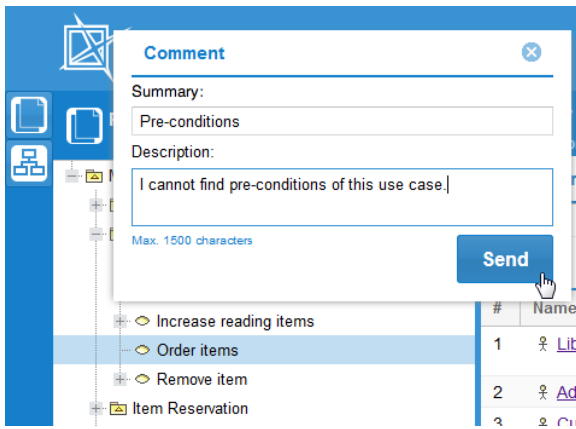 Comment
Summary:
Pre-conditions
Description:
I cannot find pre-conditions of this use case.
Max. 1500 characters
Send
Increase reading items
Order items
Remove item
Item Reservation
# Name
1
2
3